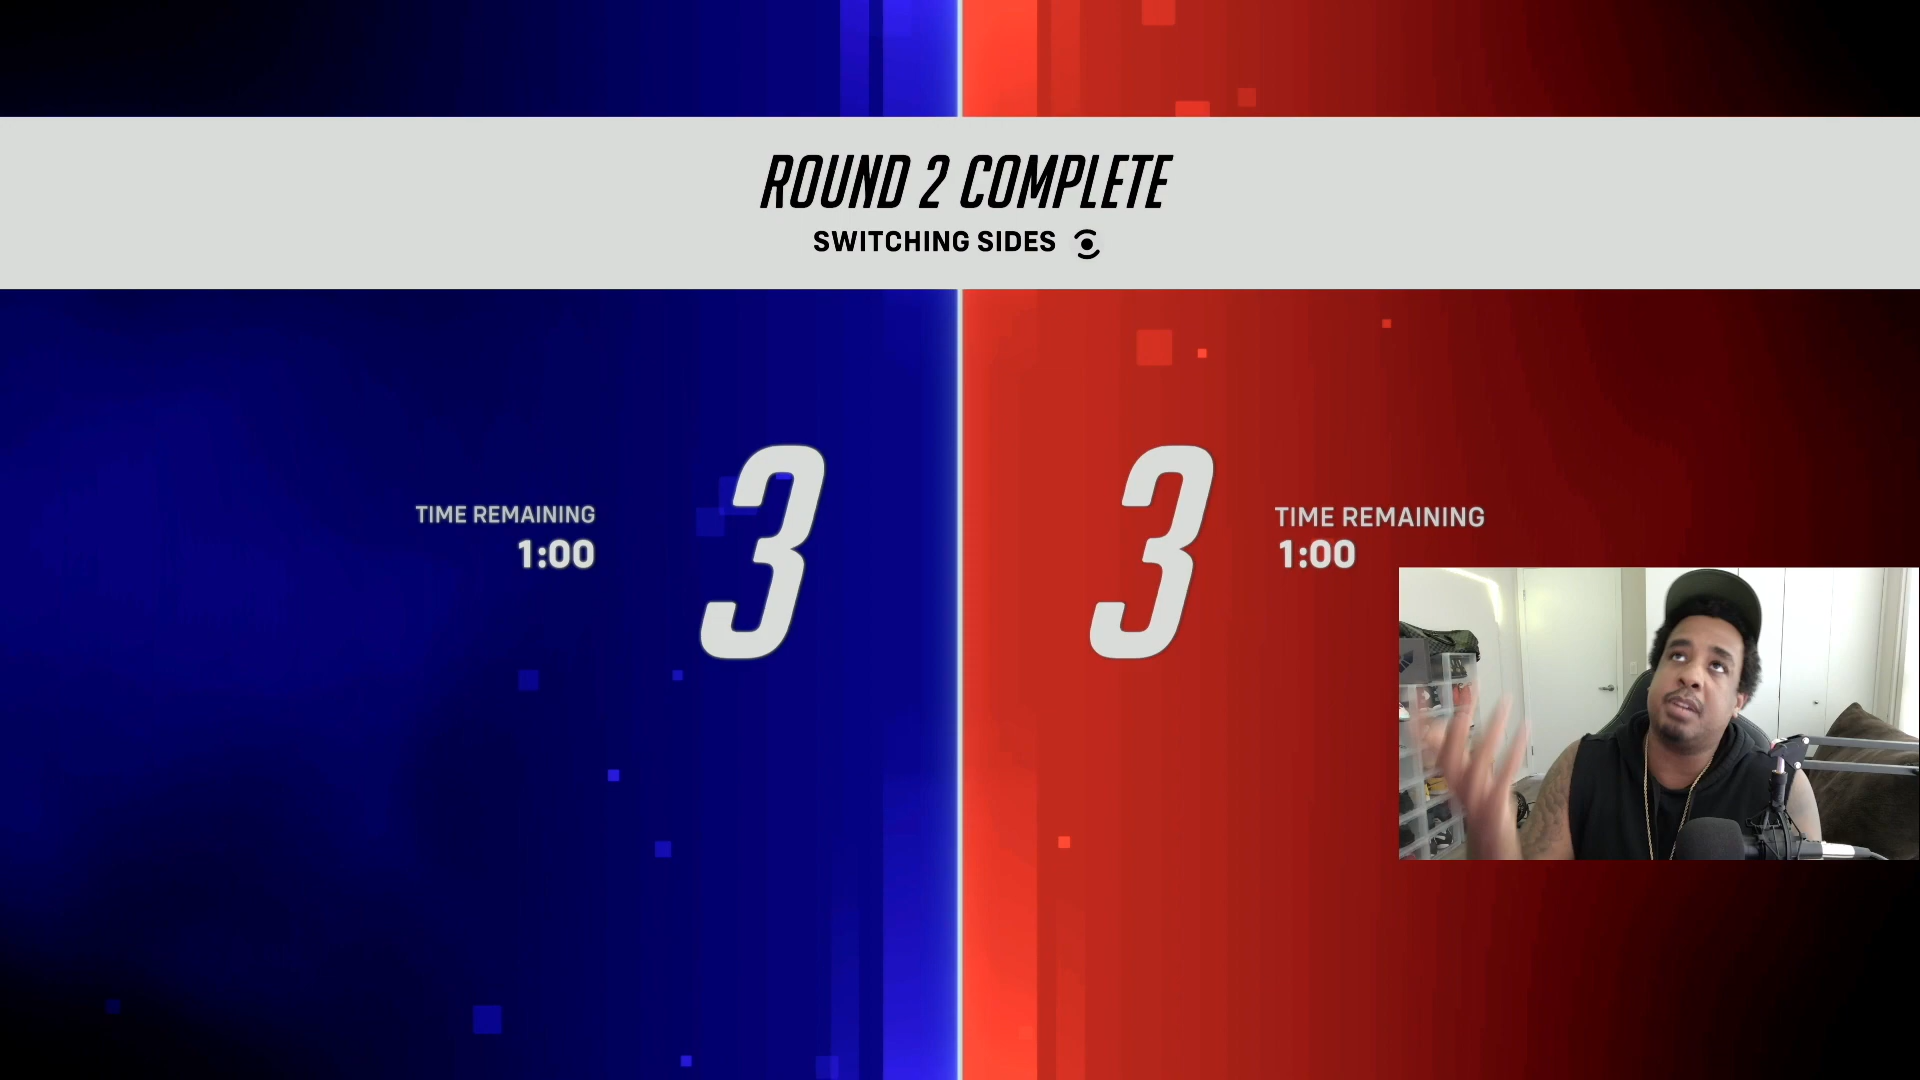 ROUND 2 COMPLETE
SWITCHING SIDES
3
TIME REMAINING
1:00
3
TIME REMAINING
1:00